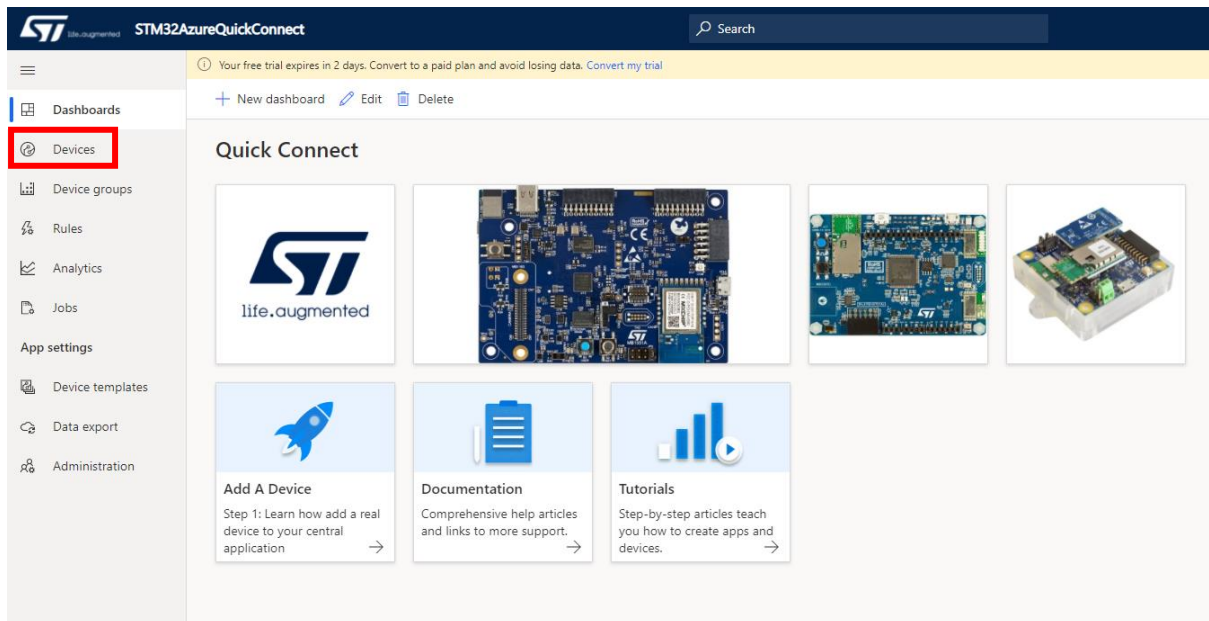 life.augmented STM32AzureQuickConnect
Search
Your free trial expires in 2 days. Convert to a paid plan and avoid losing data. Convert my trial
New dashboard Edit Delete
Dashboards
Devices
Device groups
Rules
Analytics
Jobs
App settings
Device templates
Data export
Administration
Quick Connect
life.augmented
Add A Device
Step 1: Learn how add a real
device to your central
application
Documentation
Comprehensive help articles
and links to more support.
Tutorials
Step-by-step articles teach
you how to create apps and
devices.